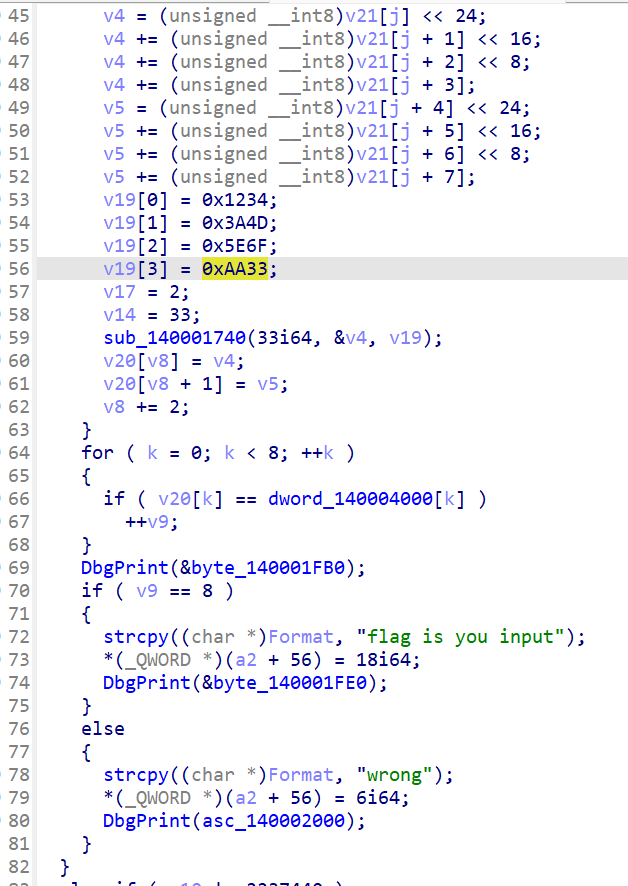 45 v4 = (unsigned __int8)v21[j] << 24;
46 v4 += (unsigned __int8)v21[j + 1] << 16;
47 v4 += (unsigned __int8)v21[j + 2] << 8;
48 v4 += (unsigned __int8)v21[j + 3];
49 v5 = (unsigned __int8)v21[j + 4] << 24;
50 v5 += (unsigned __int8)v21[j + 5] << 16;
51 v5 += (unsigned __int8)v21[j + 6] << 8;
52 v5 += (unsigned __int8)v21[j + 7];
53 v19[0] = 0x1234;
54 v19[1] = 0x3A4D;
55 v19[2] = 0x5E6F;
56 v19[3] = 0xAA33;
57 v17 = 2;
58 v14 = 33;
59 sub_140001740(33i64, &v4, v19);
60 v20[v8] = v4;
61 v20[v8 + 1] = v5;
62 v8 += 2;
63 }
64 for ( k = 0; k < 8; ++k )
65 {
66 if ( v20[k] == dword_140004000[k] )
67 ++v9;
68 }
69 DbgPrint(&byte_140001FB0);
70 if ( v9 == 8 )
71 {
72 strcpy((char *)Format, "flag is you input");
73 *(_QWORD *)(a2 + 56) = 18i64;
74 DbgPrint(&byte_140001FE0);
75 }
76 else
77 {
78 strcpy((char *)Format, "wrong");
79 *(_QWORD *)(a2 + 56) = 6i64;
80 DbgPrint(asc_140002000);
81 }
82 }